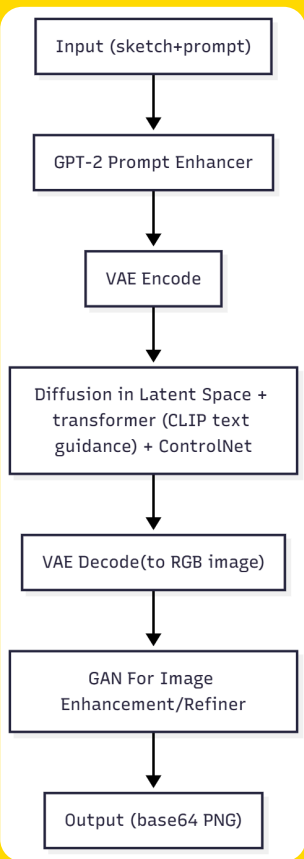 Input (sketch+prompt)
GPT-2 Prompt Enhancer
VAE Encode
Diffusion in Latent Space +
transformer (CLIP text
guidance) + ControlNet
VAE Decode(to RGB image)
GAN For Image
Enhancement/Refiner
Output (base64 PNG)